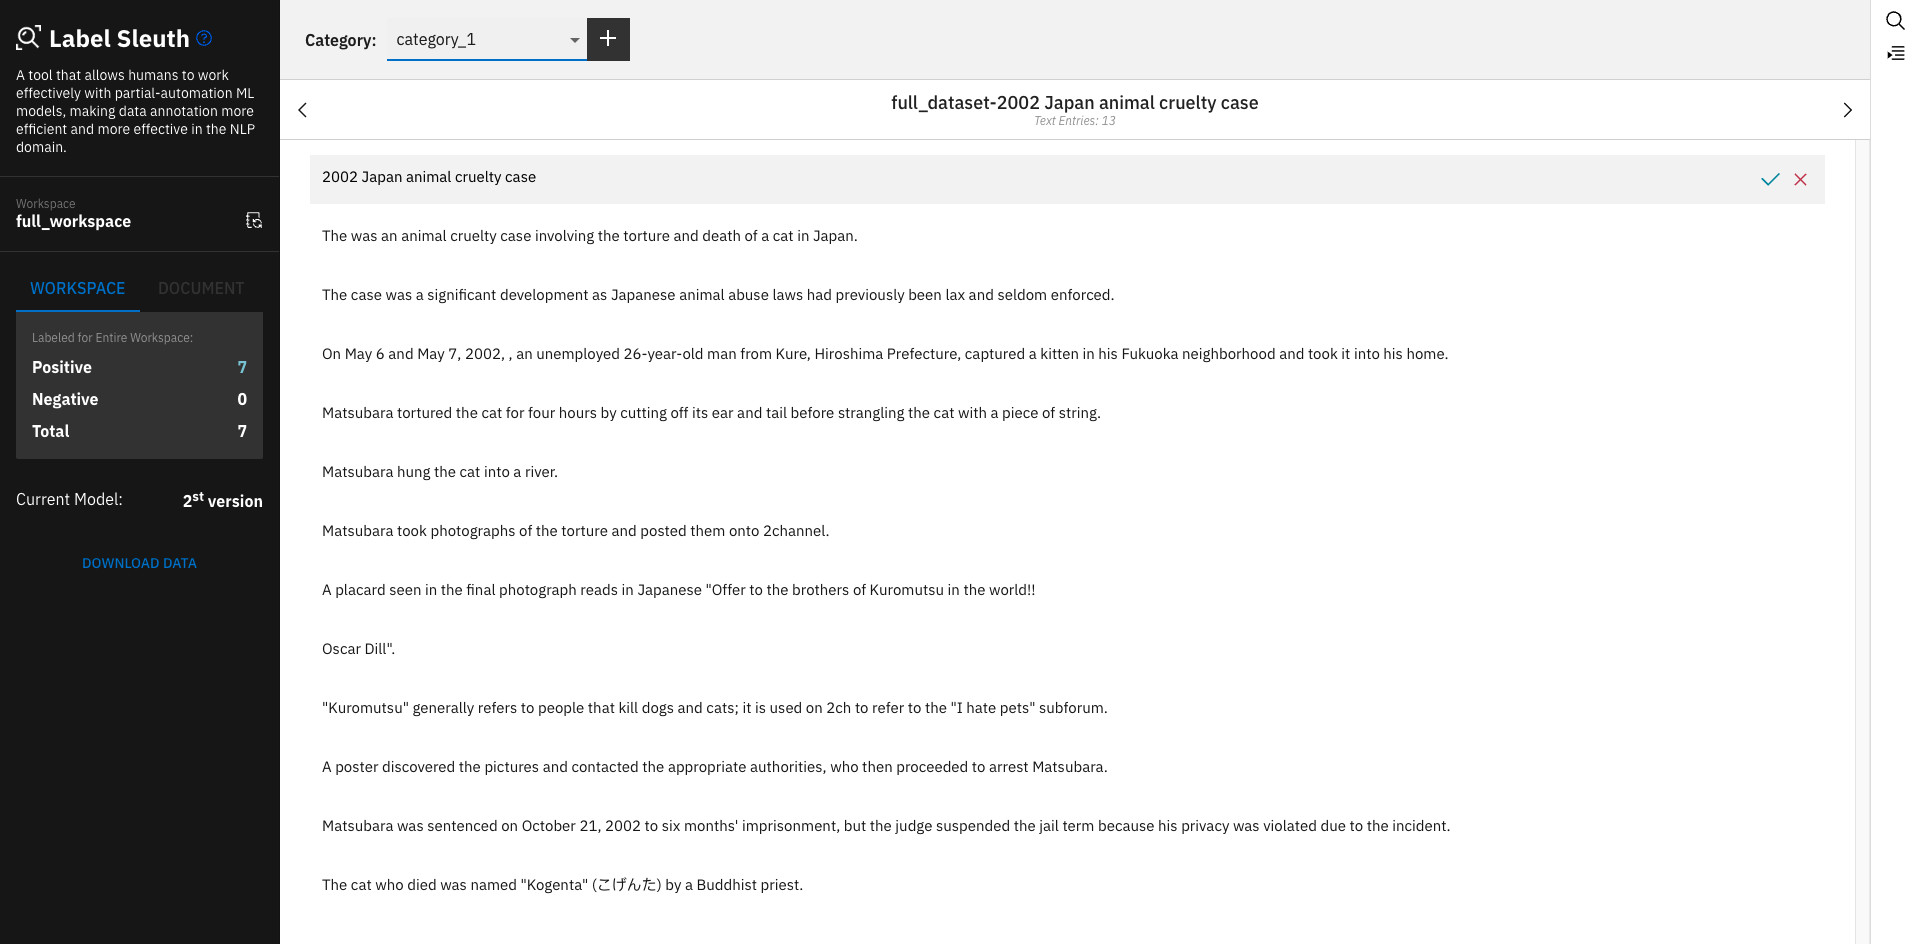 Label Sleuth
A tool that allows humans to work
effectively with partial-automation ML
models, making data annotation more
efficient and more effective in the NLP
domain.
Workspace
full_workspace
WORKSPACE DOCUMENT
Labeled for Entire Workspace:
Positive 7
Negative 0
Total 7
Current Model: 2st version
DOWNLOAD DATA
Category: category_1
full_dataset-2002 Japan animal cruelty case
Text Entries: 13
2002 Japan animal cruelty case
The was an animal cruelty case involving the torture and death of a cat in Japan.
The case was a significant development as Japanese animal abuse laws had previously been lax and seldom enforced.
On May 6 and May 7, 2002, , an unemployed 26-year-old man from Kure, Hiroshima Prefecture, captured a kitten in his Fukuoka neighborhood and took it into his home.
Matsubara tortured the cat for four hours by cutting off its ear and tail before strangling the cat with a piece of string.
Matsubara hung the cat into a river.
Matsubara took photographs of the torture and posted them onto 2channel.
A placard seen in the final photograph reads in Japanese "Offer to the brothers of Kuromutsu in the world!!
Oscar Dill".
"Kuromutsu" generally refers to people that kill dogs and cats; it is used on 2ch to refer to the "I hate pets" subforum.
A poster discovered the pictures and contacted the appropriate authorities, who then proceeded to arrest Matsubara.
Matsubara was sentenced on October 21, 2002 to six months' imprisonment, but the judge suspended the jail term because his privacy was violated due to the incident.
The cat who died was named "Kogenta" (こげんた) by a Buddhist priest.